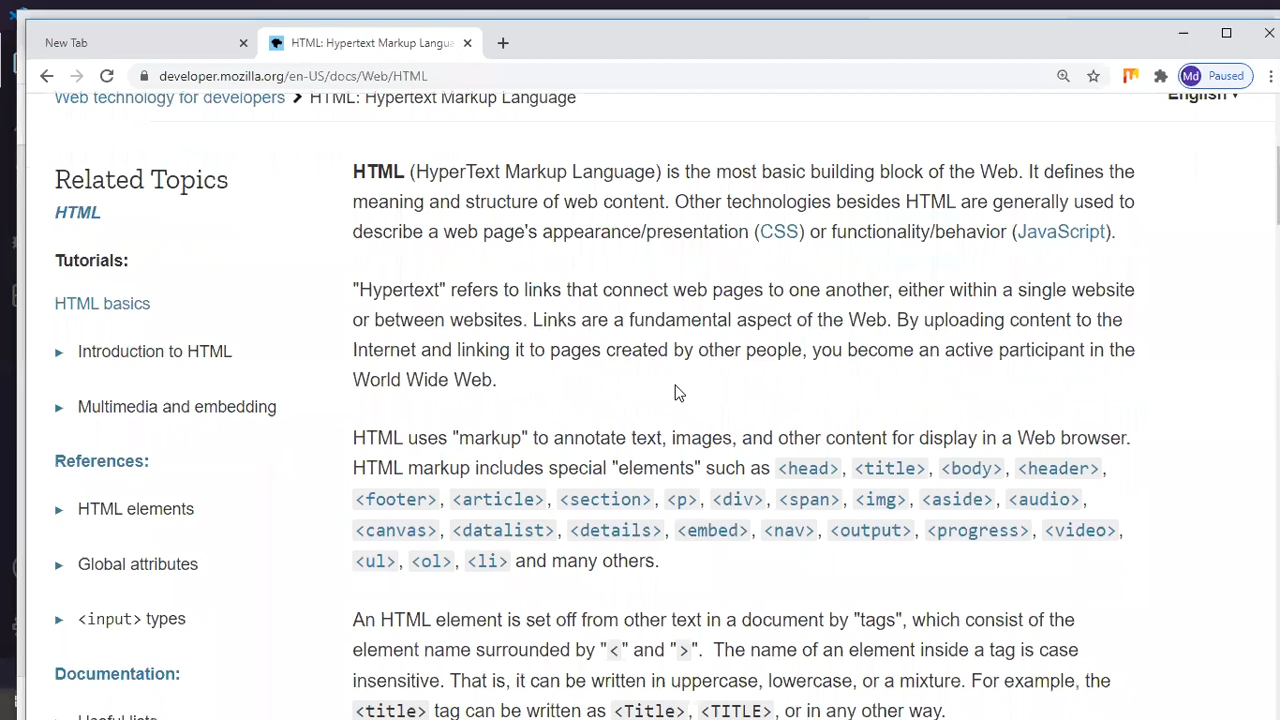 New Tab
HTML: Hypertext Markup Langu
developer.mozilla.org/en-US/docs/Web/HTML
Md Paused
Web technology for developers HTML: Hypertext Markup Language
English
Related Topics
HTML
Tutorials:
HTML basics
Introduction to HTML
Multimedia and embedding
References:
HTML elements
Global attributes
<input> types
Documentation:
Useful lists
HTML (HyperText Markup Language) is the most basic building block of the Web. It defines the
meaning and structure of web content. Other technologies besides HTML are generally used to
describe a web page's appearance/presentation (CSS) or functionality/behavior (JavaScript).
"Hypertext" refers to links that connect web pages to one another, either within a single website
or between websites. Links are a fundamental aspect of the Web. By uploading content to the
Internet and linking it to pages created by other people, you become an active participant in the
World Wide Web.
HTML uses "markup" to annotate text, images, and other content for display in a Web browser.
HTML markup includes special "elements" such as <head>, <title>, <body>, <header>,
<footer>, <article>, <section>, <p>, <div>, <span>, <img>, <aside>, <audio>,
<canvas>, <datalist>, <details>, <embed>, <nav>, <output>, <progress>, <video>,
<ul>, <ol>, <li> and many others.
An HTML element is set off from other text in a document by "tags", which consist of the
element name surrounded by "<" and ">". The name of an element inside a tag is case
insensitive. That is, it can be written in uppercase, lowercase, or a mixture. For example, the
<title> tag can be written as <Title>, <TITLE>, or in any other way.